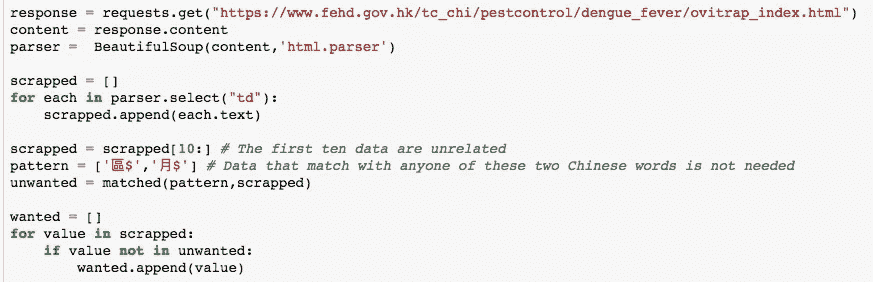 response = requests.get("https://www.fehd.gov.hk/tc_chi/pestcontrol/dengue_fever/ovitrap_index.html")
content = response.content
parser =  BeautifulSoup(content,'html.parser')

scrapped = []
for each in parser.select("td"):
    scrapped.append(each.text)

scrapped = scrapped[10:] # The first ten data are unrelated
pattern = ['區$','月$'] # Data that match with anyone of these two Chinese words is not needed
unwanted = matched(pattern,scrapped)

wanted = []
for value in scrapped:
    if value not in unwanted:
        wanted.append(value)